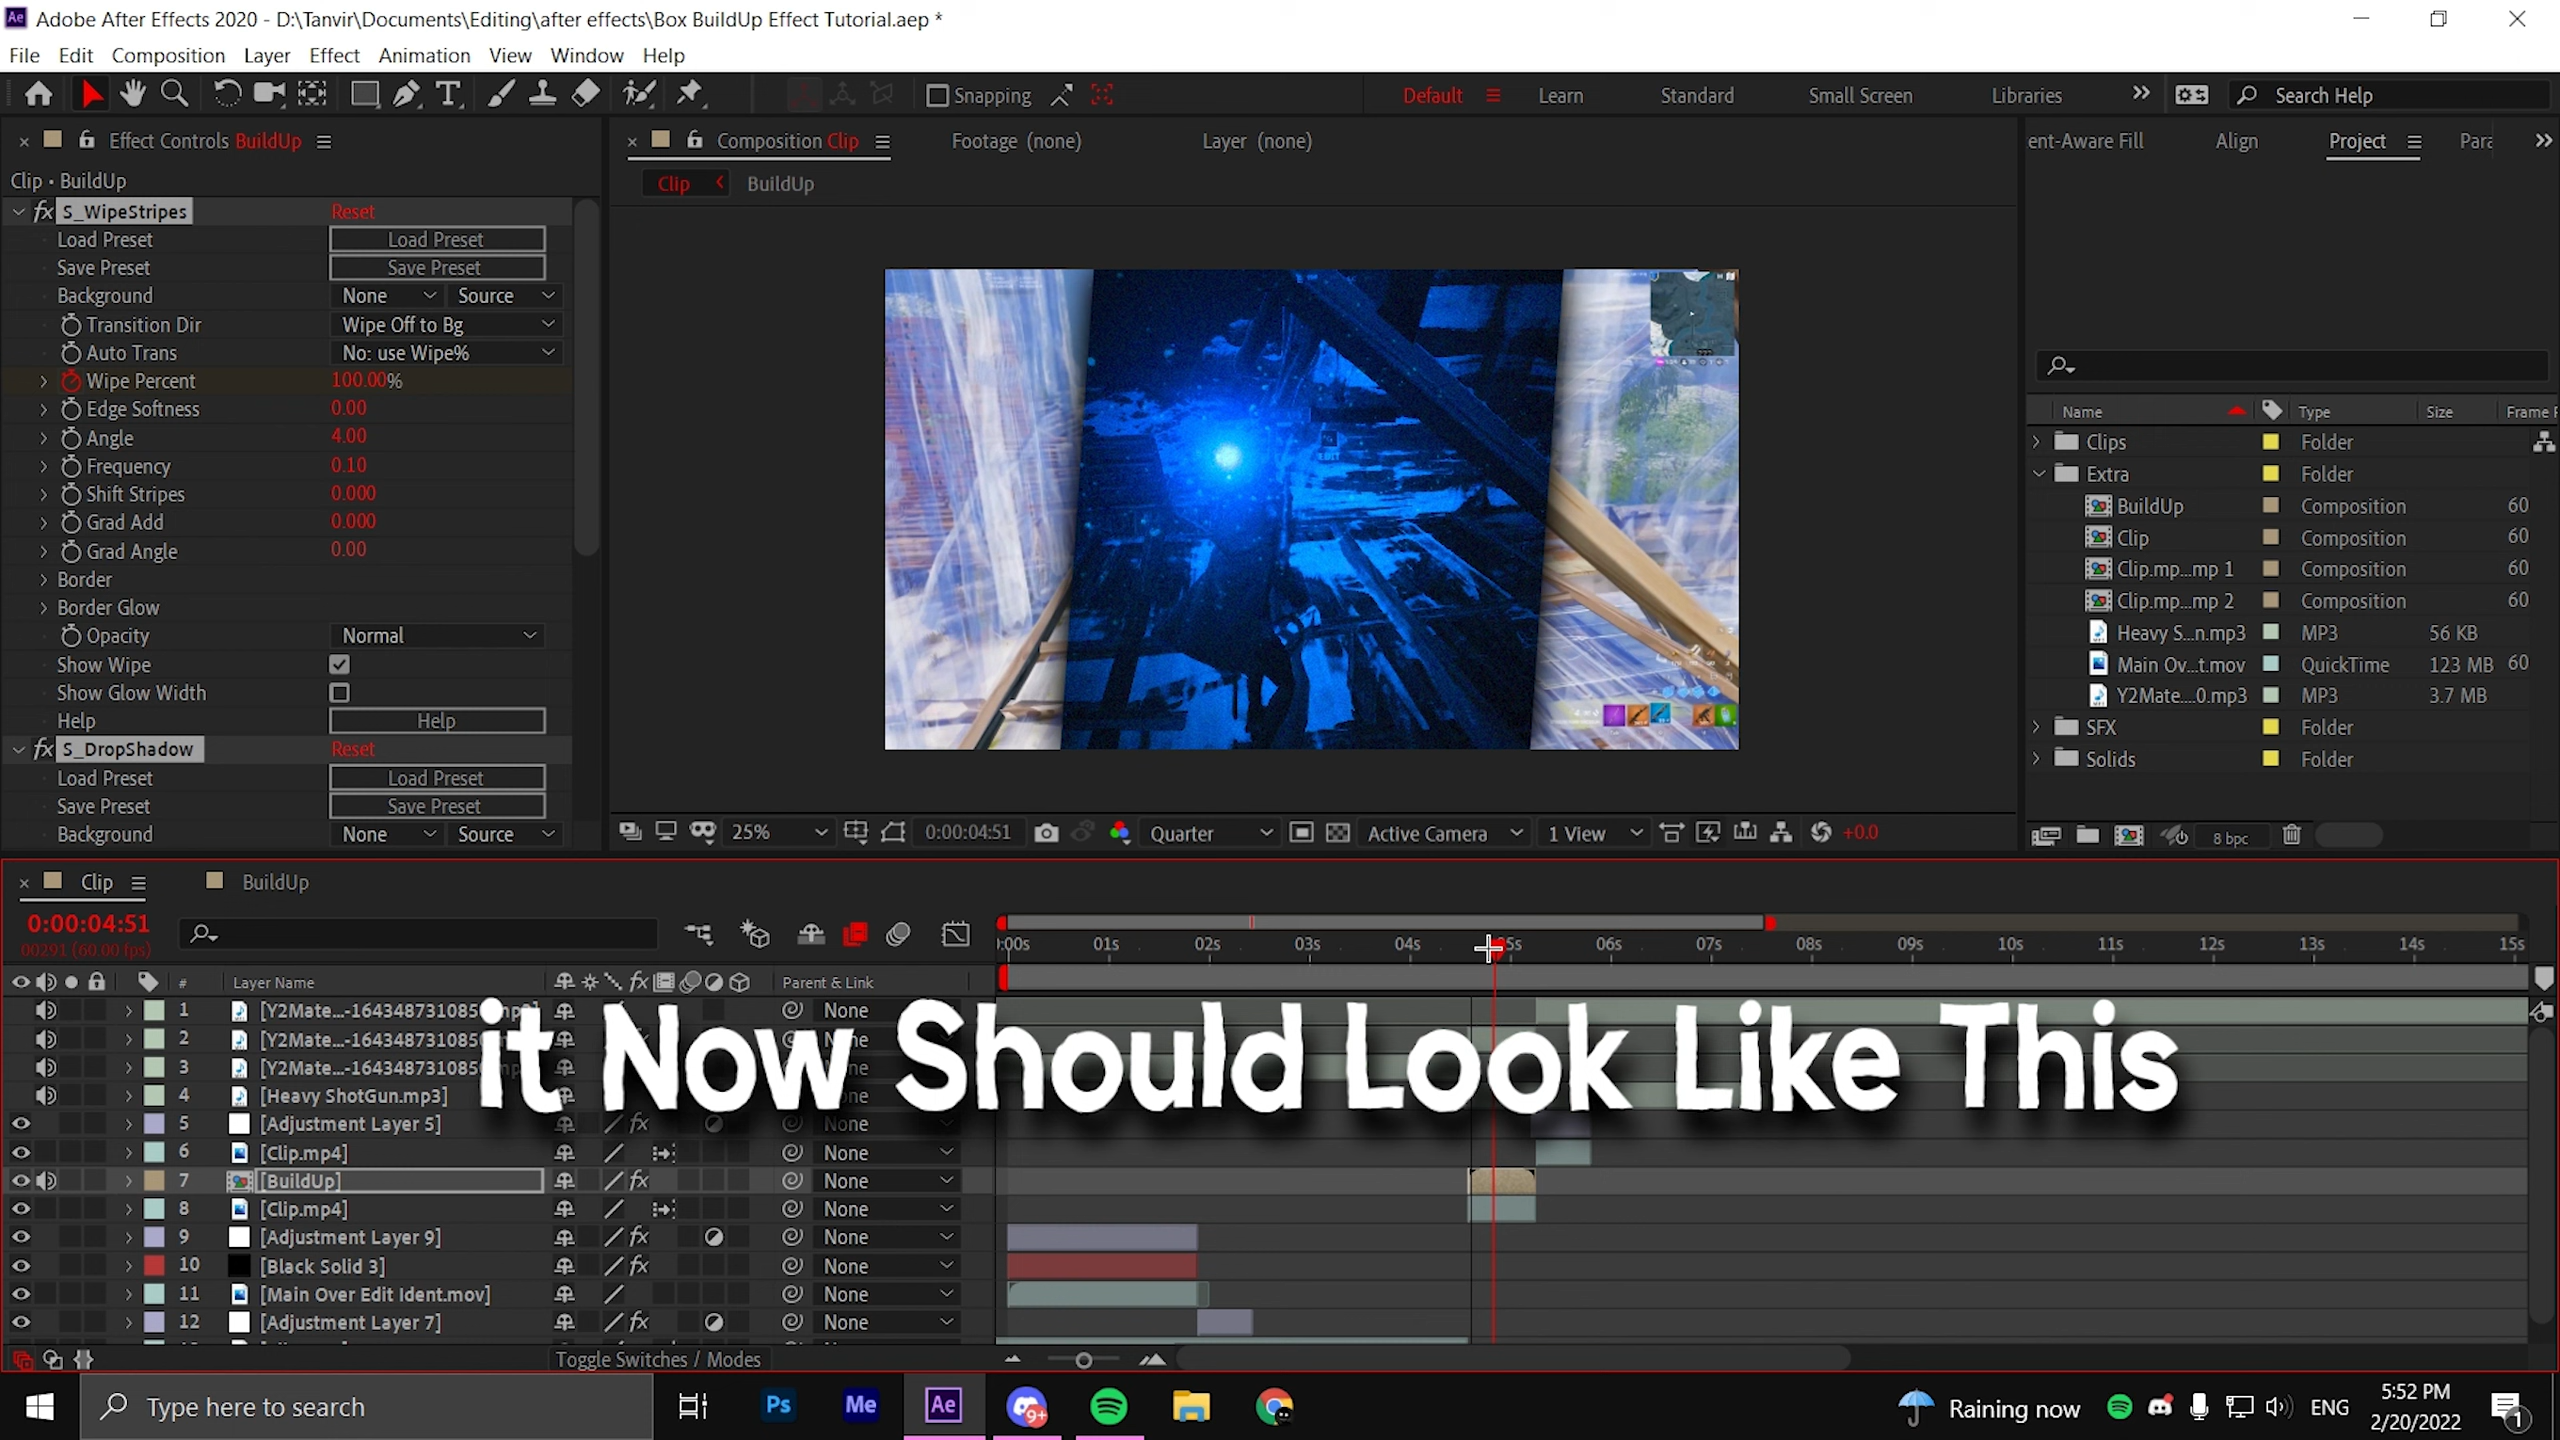 Adobe After Effects 2020 - D:\Tanvir\Documents\Editing\after effects\Box BuildUp Effect Tutorial.aep *
File Edit Composition Layer Effect Animation View Window Help
Snapping Default Learn Standard Small Screen Libraries Search Help
Effect Controls BuildUp
Composition Clip Footage (none) Layer (none)
ent-Aware Fill Align Project Para
Clip • BuildUp
Clip BuildUp
fx S_WipeStripes Reset
Load Preset Load Preset
Save Preset Save Preset
Background None Source
Transition Dir Wipe Off to Bg
Auto Trans No: use Wipe%
Wipe Percent 100.00%
Edge Softness 0.00
Angle 4.00
Frequency 0.10
Shift Stripes 0.000
Grad Add 0.000
Grad Angle 0.00
Border
Border Glow
Opacity Normal
Show Wipe
Show Glow Width
Help Help
fx S_DropShadow Reset
Load Preset Load Preset
Save Preset Save Preset
Background None Source
EDIT
25% 0:00:04:51 Quarter Active Camera 1 View +0.0
Name Type Size Frame F
Clips Folder
Extra Folder
BuildUp Composition 60
Clip Composition 60
Clip.mp...mp 1 Composition 60
Clip.mp...mp 2 Composition 60
Heavy S...n.mp3 MP3 56 KB
Main Ov...t.mov QuickTime 123 MB 60
Y2Mate....0.mp3 MP3 3.7 MB
SFX Folder
Solids Folder
8 bpc
Clip BuildUp
0:00:04:51
00291 (60.00 fps)
:00s 01s 02s 03s 04s 05s 06s 07s 08s 09s 10s 11s 12s 13s 14s 15s
# Layer Name fx Parent & Link
1 [Y2Mate...-1643487310850.mp3] None
2 [Y2Mate...-164348731085 None
3 [Y2Mate...-164348731085 None
4 [Heavy ShotGun.mp3] None
it Now Should Look Like This
5 [Adjustment Layer 5] fx None
6 [Clip.mp4] None
7 [BuildUp] fx None
8 [Clip.mp4] None
9 [Adjustment Layer 9] fx None
10 [Black Solid 3] fx None
11 [Main Over Edit Ident.mov] None
12 [Adjustment Layer 7] fx None
Toggle Switches / Modes
Type here to search
Ps Me Ae 9+
Raining now ENG 5:52 PM
2/20/2022
1